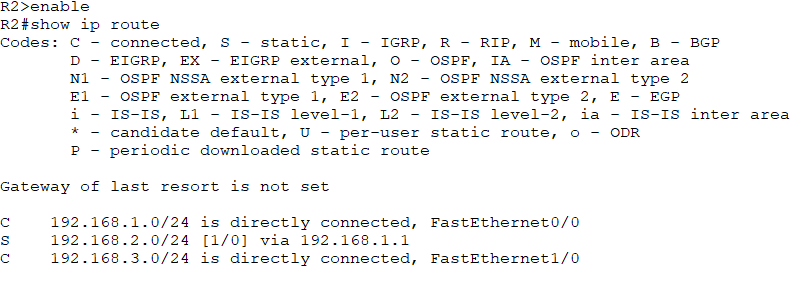 R2>enable
R2#show ip route
Codes: C - connected, S - static, I - IGRP, R - RIP, M - mobile, B - BGP
       D - EIGRP, EX - EIGRP external, O - OSPF, IA - OSPF inter area
       N1 - OSPF NSSA external type 1, N2 - OSPF NSSA external type 2
       E1 - OSPF external type 1, E2 - OSPF external type 2, E - EGP
       i - IS-IS, L1 - IS-IS level-1, L2 - IS-IS level-2, ia - IS-IS inter area
       * - candidate default, U - per-user static route, o - ODR
       P - periodic downloaded static route

Gateway of last resort is not set

C    192.168.1.0/24 is directly connected, FastEthernet0/0
S    192.168.2.0/24 [1/0] via 192.168.1.1
C    192.168.3.0/24 is directly connected, FastEthernet1/0